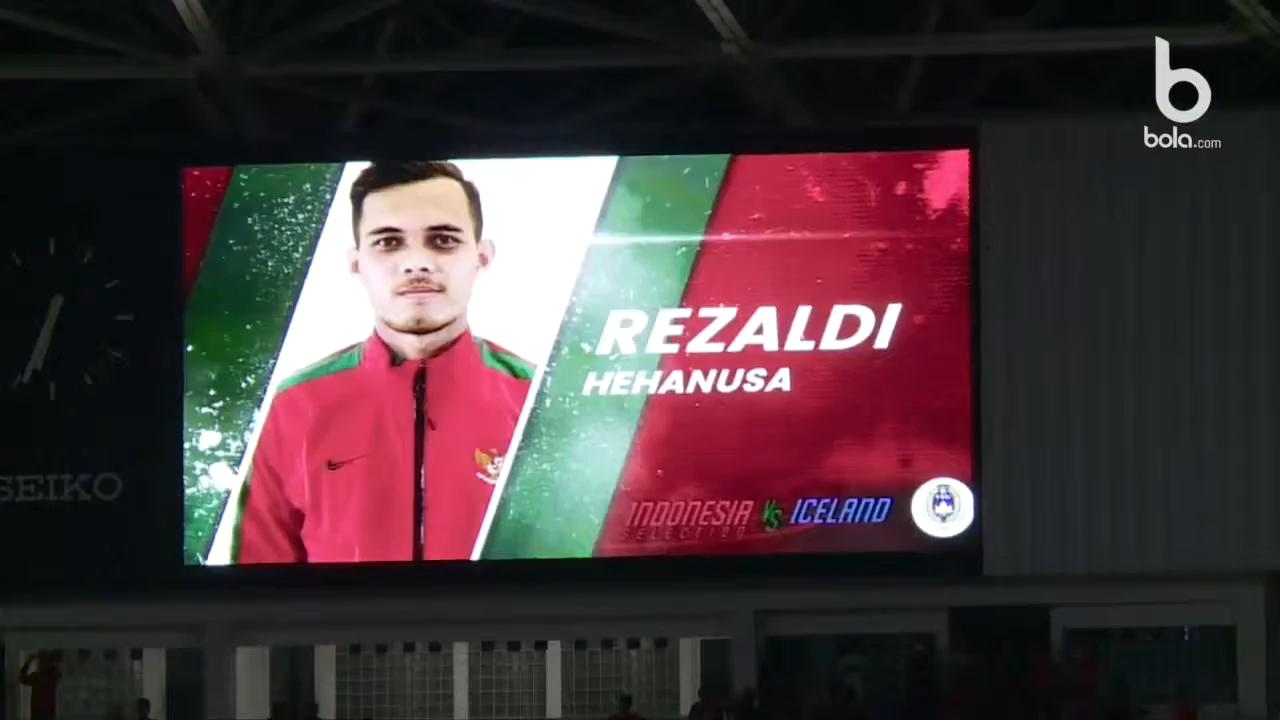 b
bola.com
REZALDI
HEHANUSA
INDONESIA VS ICELAND
SELECTION
SEIKO